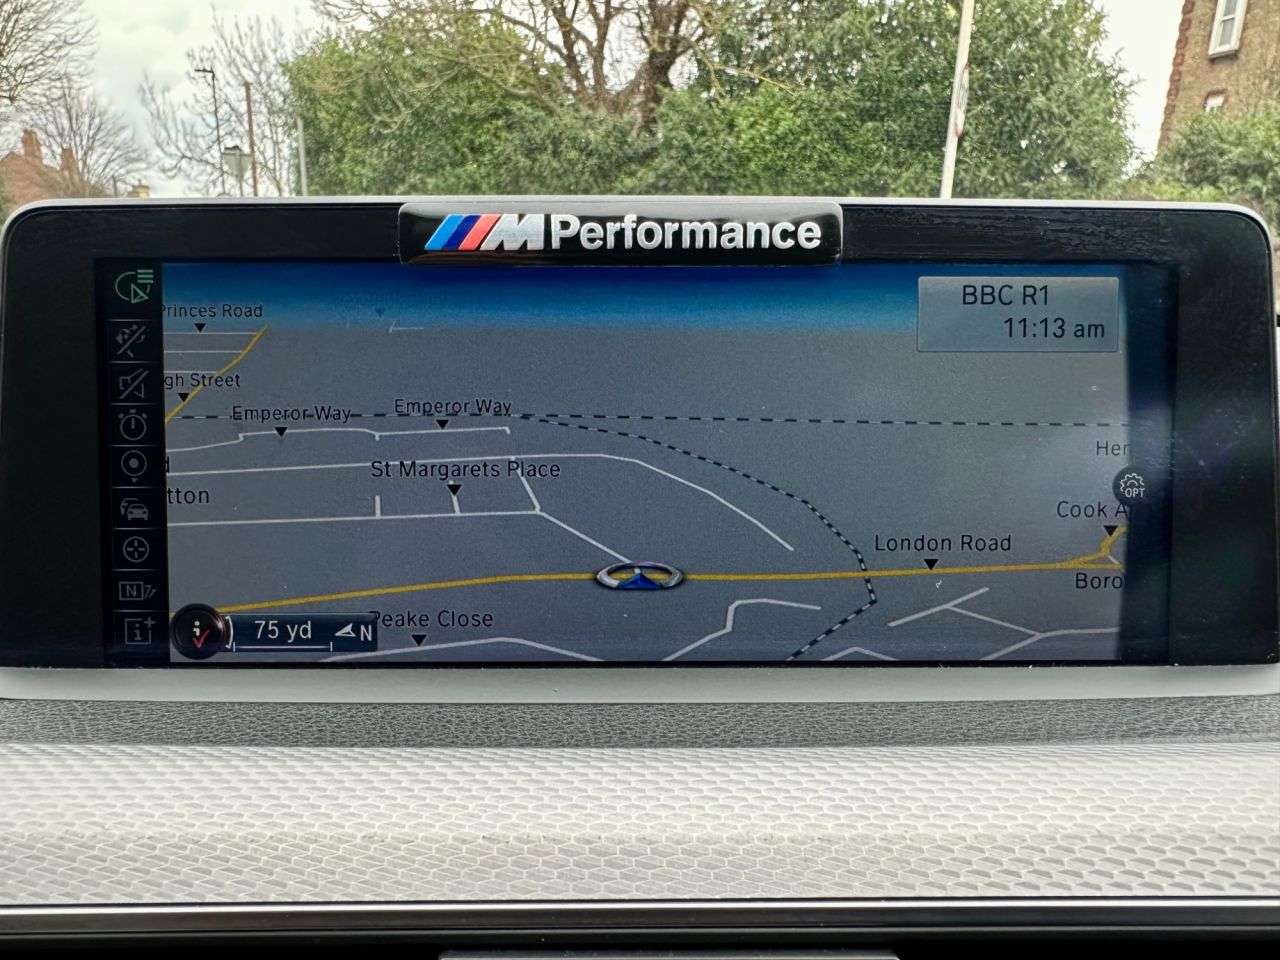 M Performance
BBC R1
11:13 am
Princes Road
gh Street
Emperor Way
Emperor Way
St Margarets Place
tton
Her
OPT
Cook A
London Road
Boro
Peake Close
75 yd
N
N